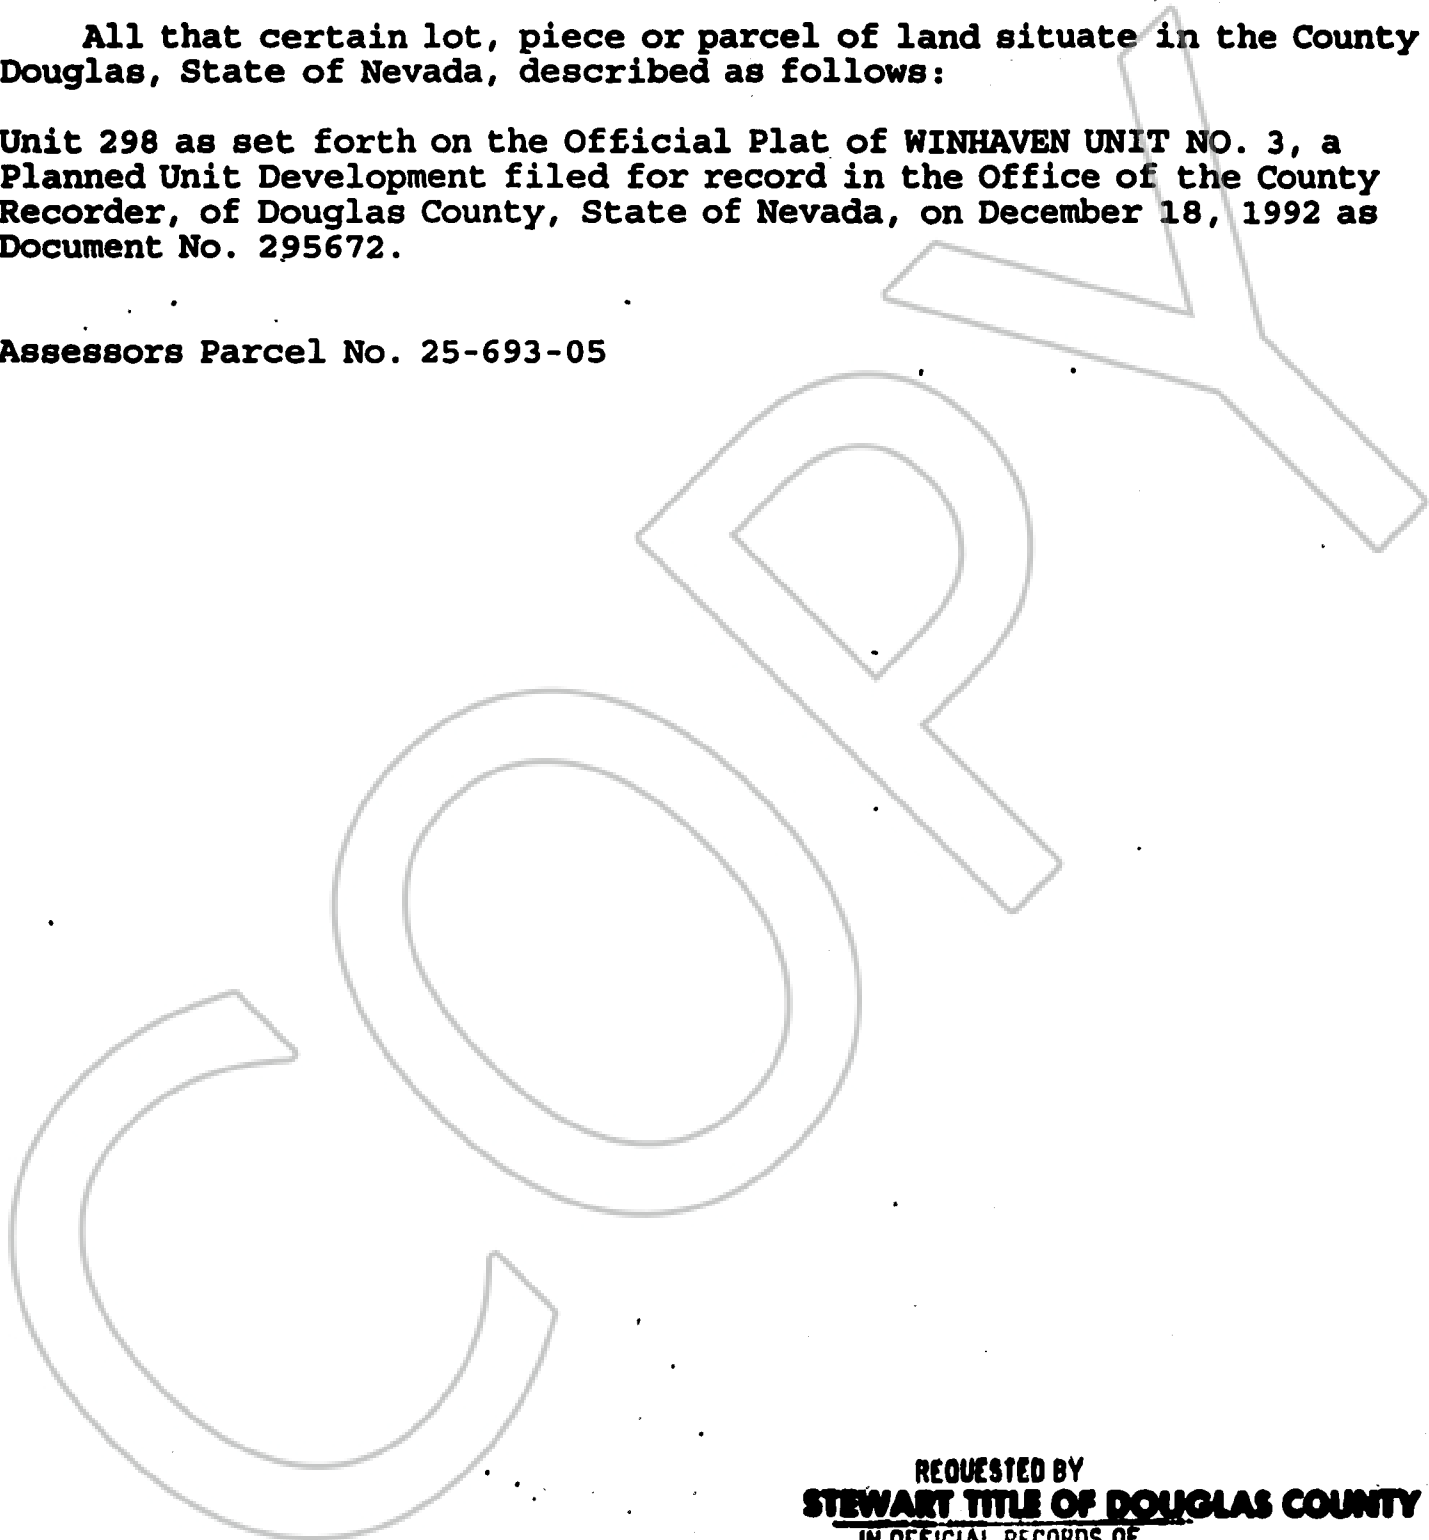 All that certain lot, piece or parcel of land situate in the County
Douglas, State of Nevada, described as follows:
Unit 298 as set forth on the Official Plat of WINHAVEN UNIT NO. 3, a
Planned Unit Development filed for record in the Office of the County
Recorder, of Douglas County, State of Nevada, on December 18, 1992 as
Document No. 295672.
Assessors Parcel No. 25-693-05
COPY
REQUESTED BY
STEWART TITLE OF DOUGLAS COUNTY
IN OFFICIAL RECORDS OF